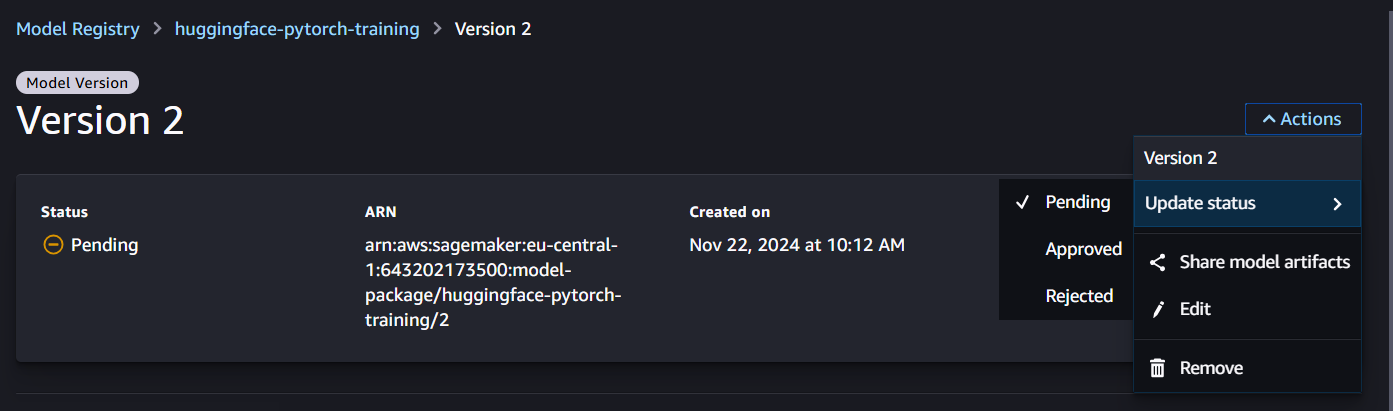 Model Registry > huggingface-pytorch-training > Version 2
Model Version
Version 2
Actions
Version 2
Update status
Pending
Approved
Rejected
Share model artifacts
Edit
Remove
Status
Pending
ARN
arn:aws:sagemaker:eu-central-
1:643202173500:model-
package/huggingface-pytorch-
training/2
Created on
Nov 22, 2024 at 10:12 AM